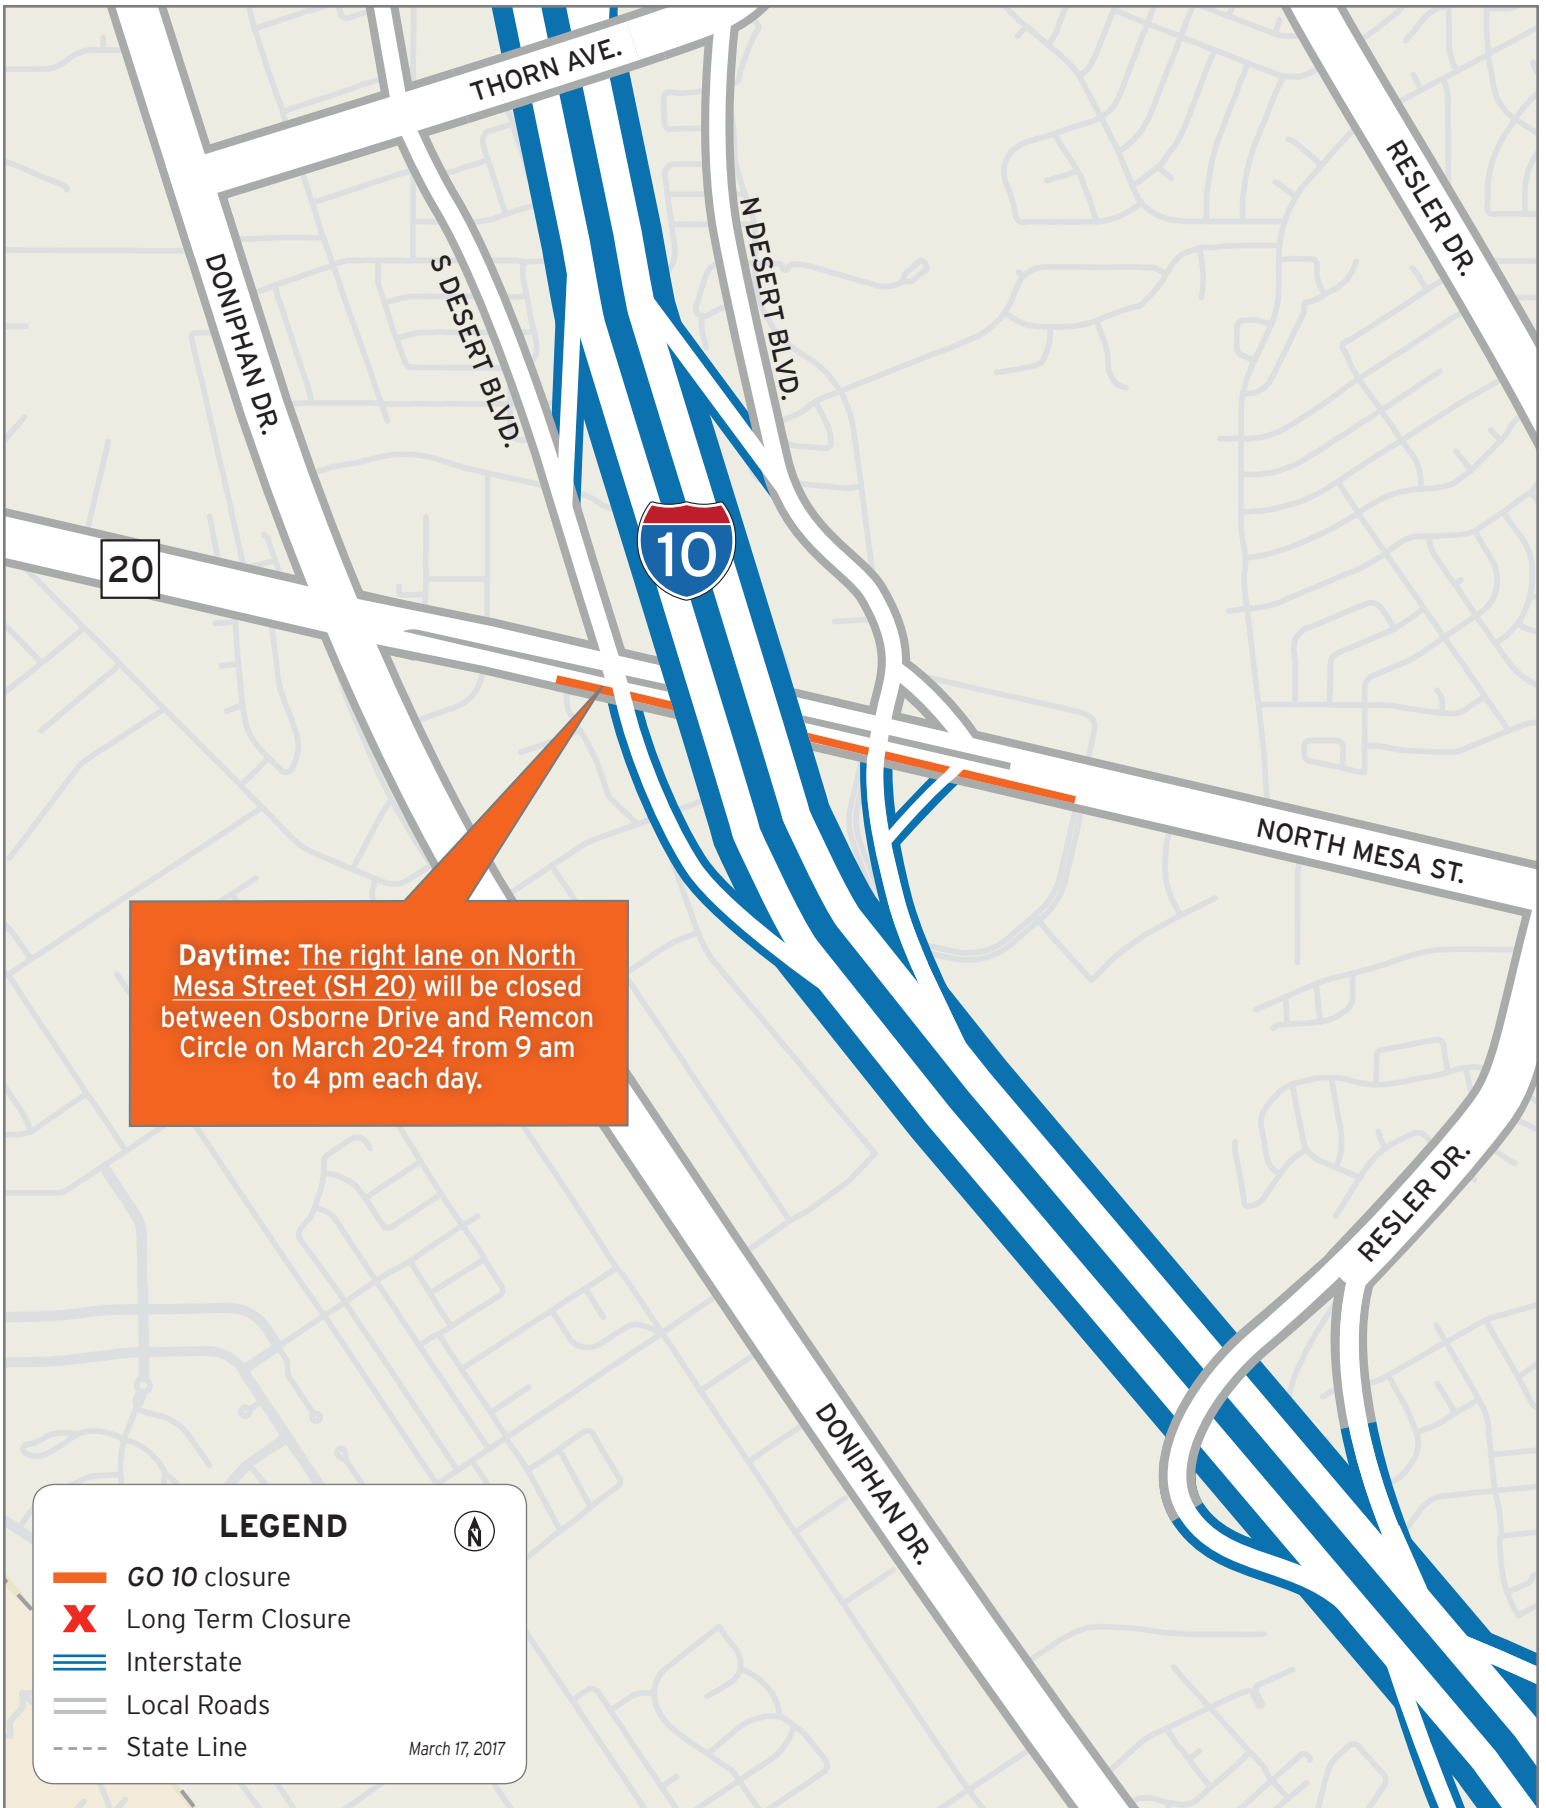 THORN AVE.
RESLER DR.
N DESERT BLVD.
S DESERT BLVD.
DONIPHAN DR.
10
20
NORTH MESA ST.
Daytime: The right lane on North
Mesa Street (SH 20) will be closed
between Osborne Drive and Remcon
Circle on March 20-24 from 9 am
to 4 pm each day.
RESLER DR.
DONIPHAN DR.
LEGEND
N
GO 10 closure
X
Long Term Closure
Interstate
Local Roads
State Line
March 17, 2017